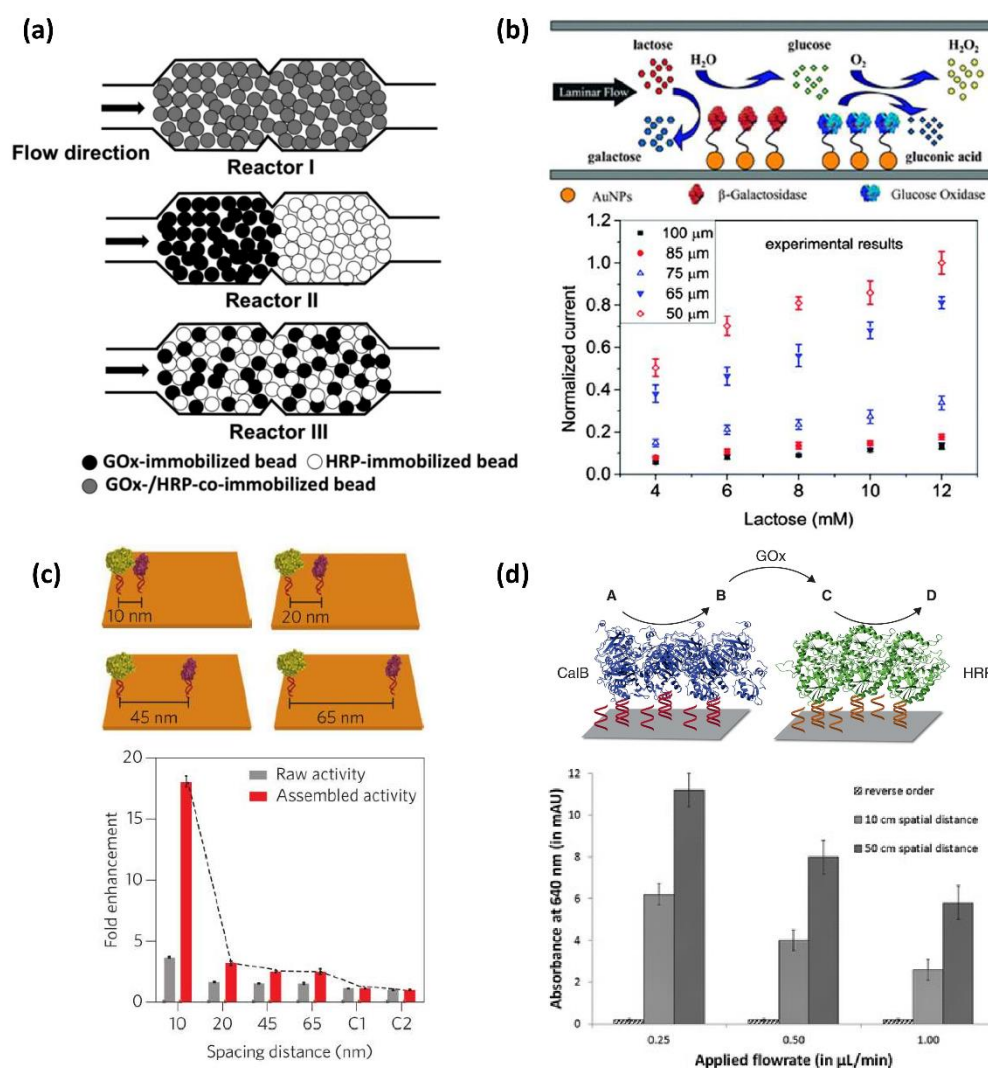 (a)
Flow direction
Reactor I
Reactor II
Reactor III
GOx-immobilized bead HRP-immobilized bead
GOx-/HRP-co-immobilized bead
(b)
lactose
H2O
glucose
O2
H2O2
Laminar Flow
galactose
gluconic acid
AuNPs β-Galactosidase Glucose Oxidase
experimental results
100 μm
85 μm
75 μm
65 μm
50 μm
Normalized current
1.2
1.0
0.8
0.6
0.4
0.2
0.0
4 6 8 10 12
Lactose (mM)
(c)
10 nm
20 nm
45 nm
65 nm
Raw activity
Assembled activity
Fold enhancement
20
15
10
5
0
10 20 45 65 C1 C2
Spacing distance (nm)
(d)
GOx
A B C D
CalB
HRP
reverse order
10 cm spatial distance
50 cm spatial distance
Absorbance at 640 nm (in mAU)
12
10
8
6
4
2
0
0.25 0.50 1.00
Applied flowrate (in μL/min)